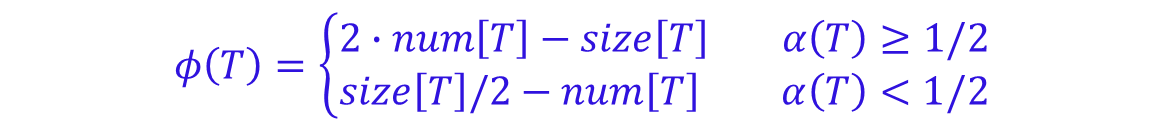 ϕ(T) = { 2 · num[T] − size[T]    α(T) ≥ 1/2
size[T]/2 − num[T]    α(T) < 1/2